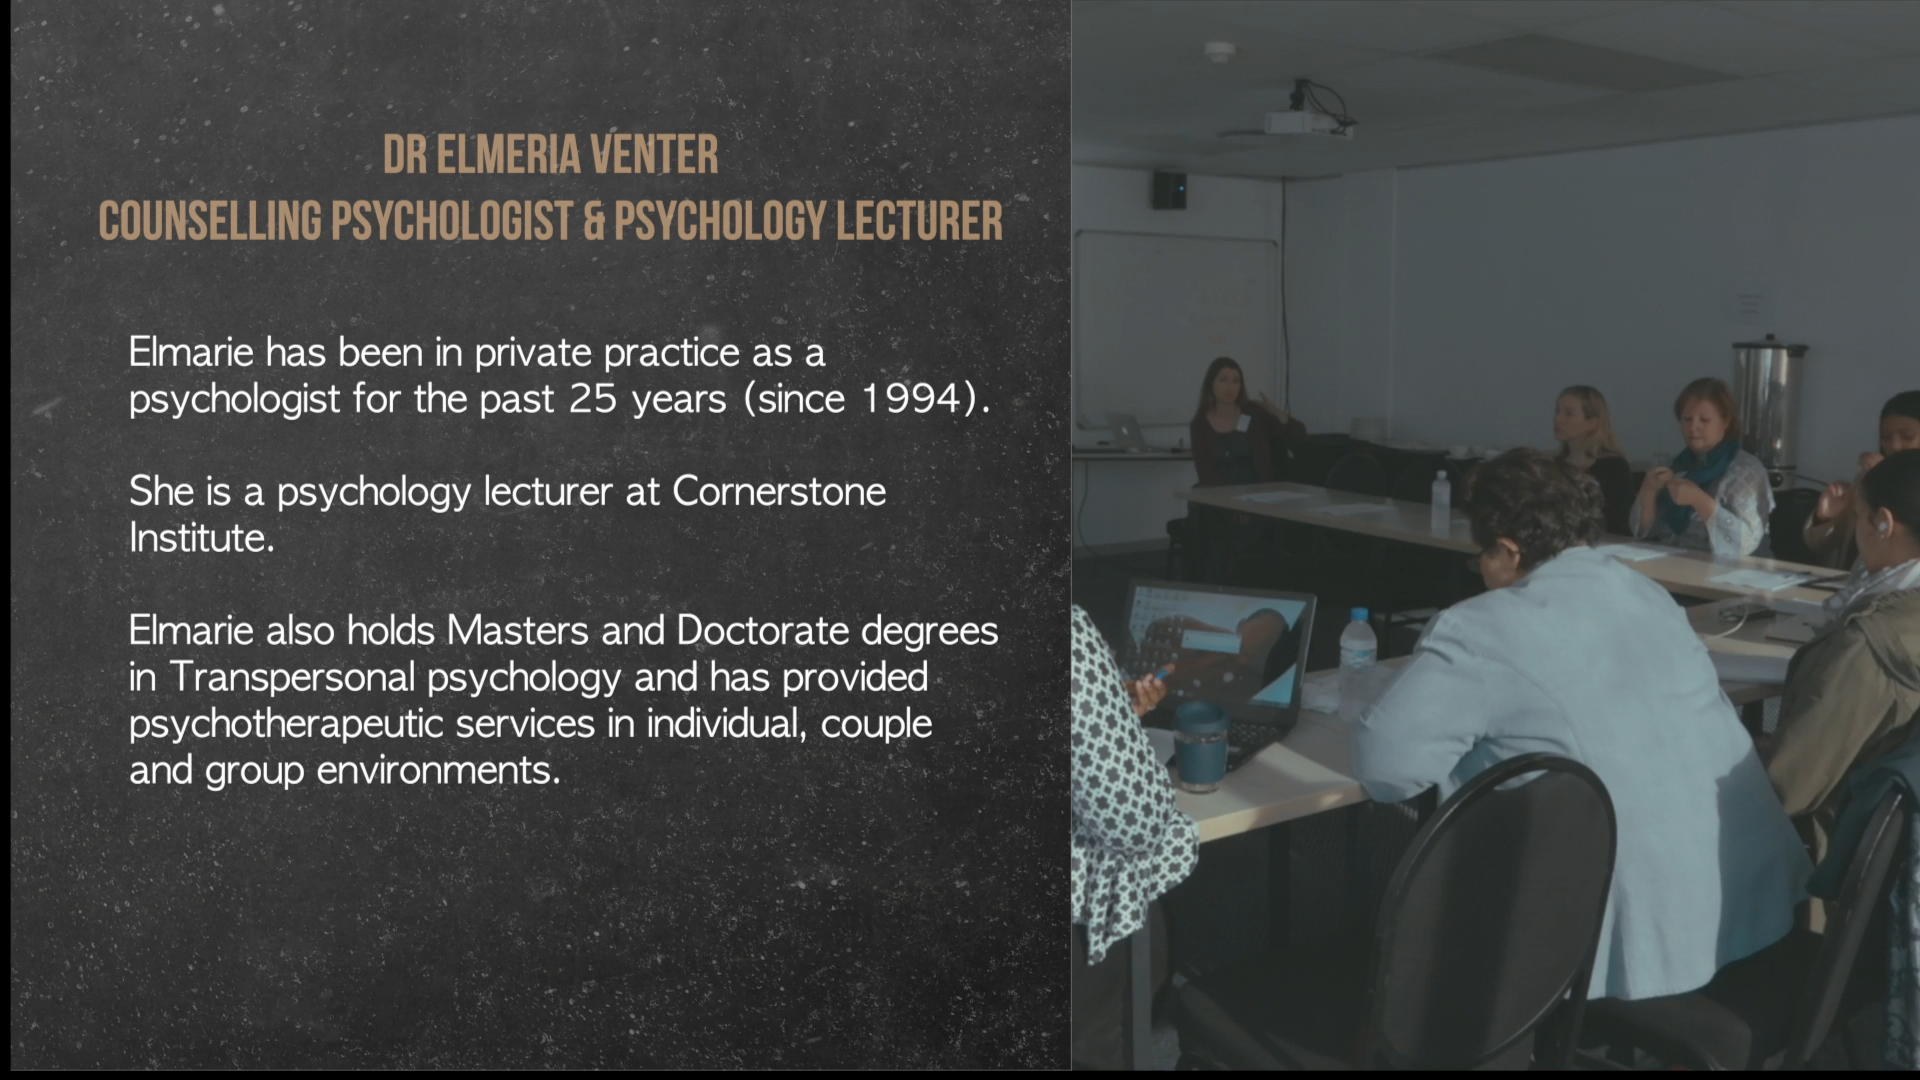 DR ELMERIA VENTER
COUNSELLING PSYCHOLOGIST & PSYCHOLOGY LECTURER
Elmarie has been in private practice as a
psychologist for the past 25 years (since 1994).
She is a psychology lecturer at Cornerstone
Institute.
Elmarie also holds Masters and Doctorate degrees
in Transpersonal psychology and has provided
psychotherapeutic services in individual, couple
and group environments.